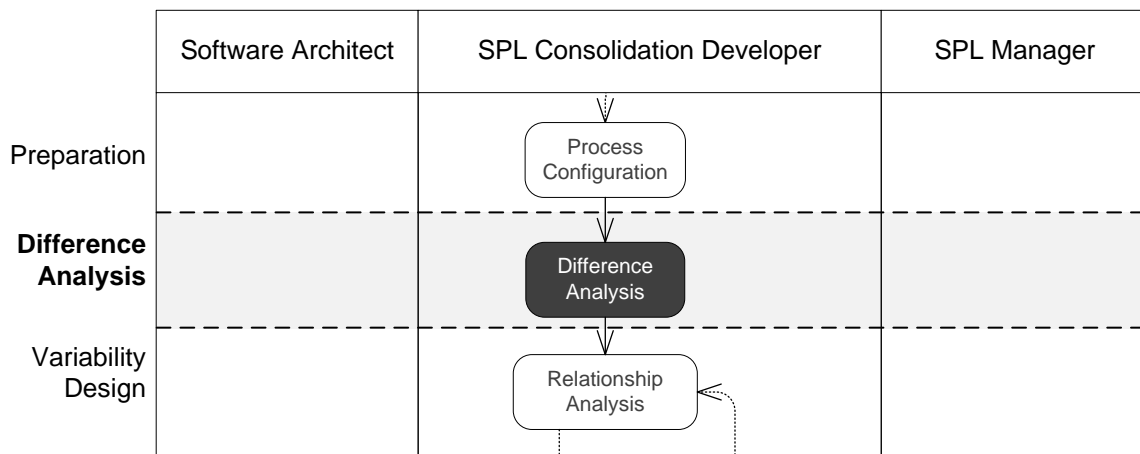 Software Architect
SPL Consolidation Developer
SPL Manager
Preparation
Process
Configuration
Difference
Analysis
Difference
Analysis
Variability
Design
Relationship
Analysis